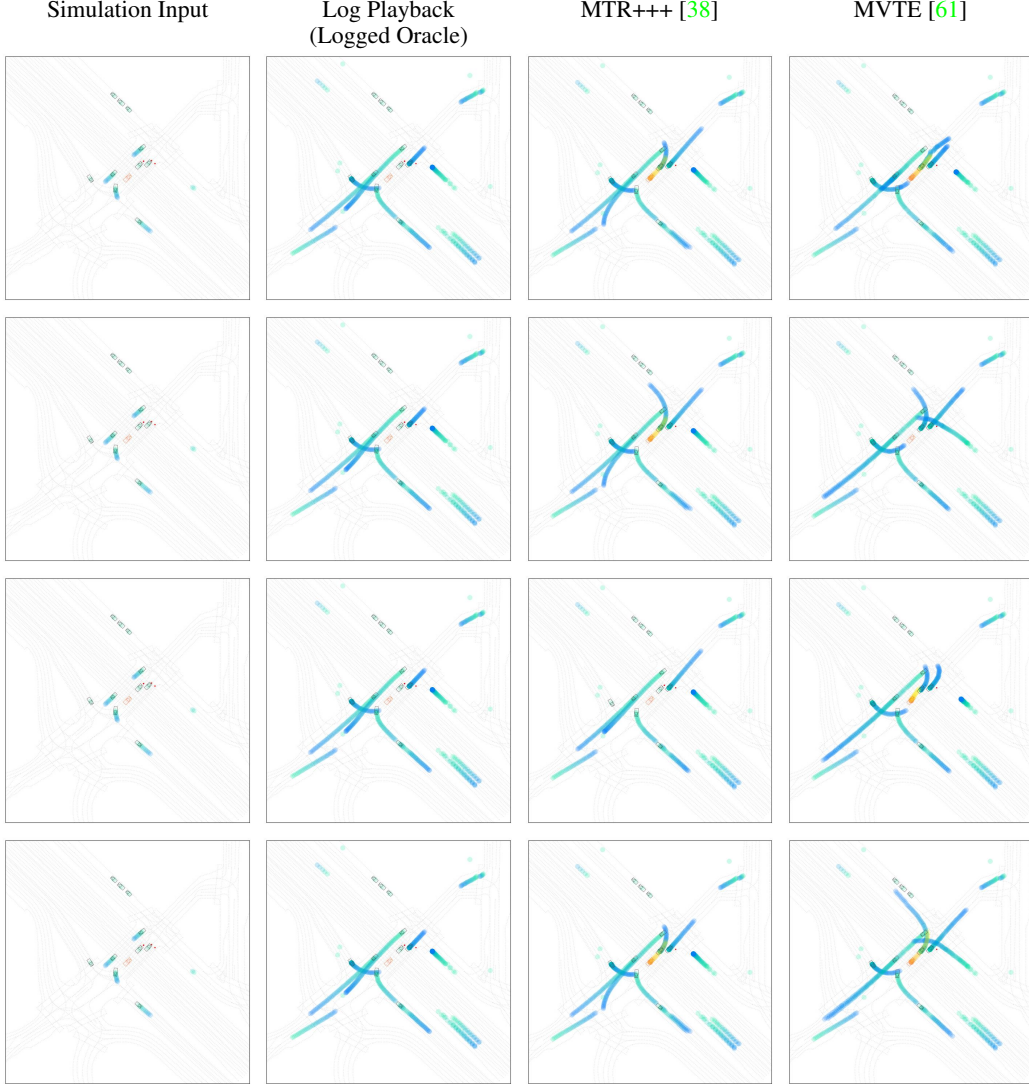 Simulation Input
Log Playback
(Logged Oracle)
MTR+++ [38]
MVTE [61]